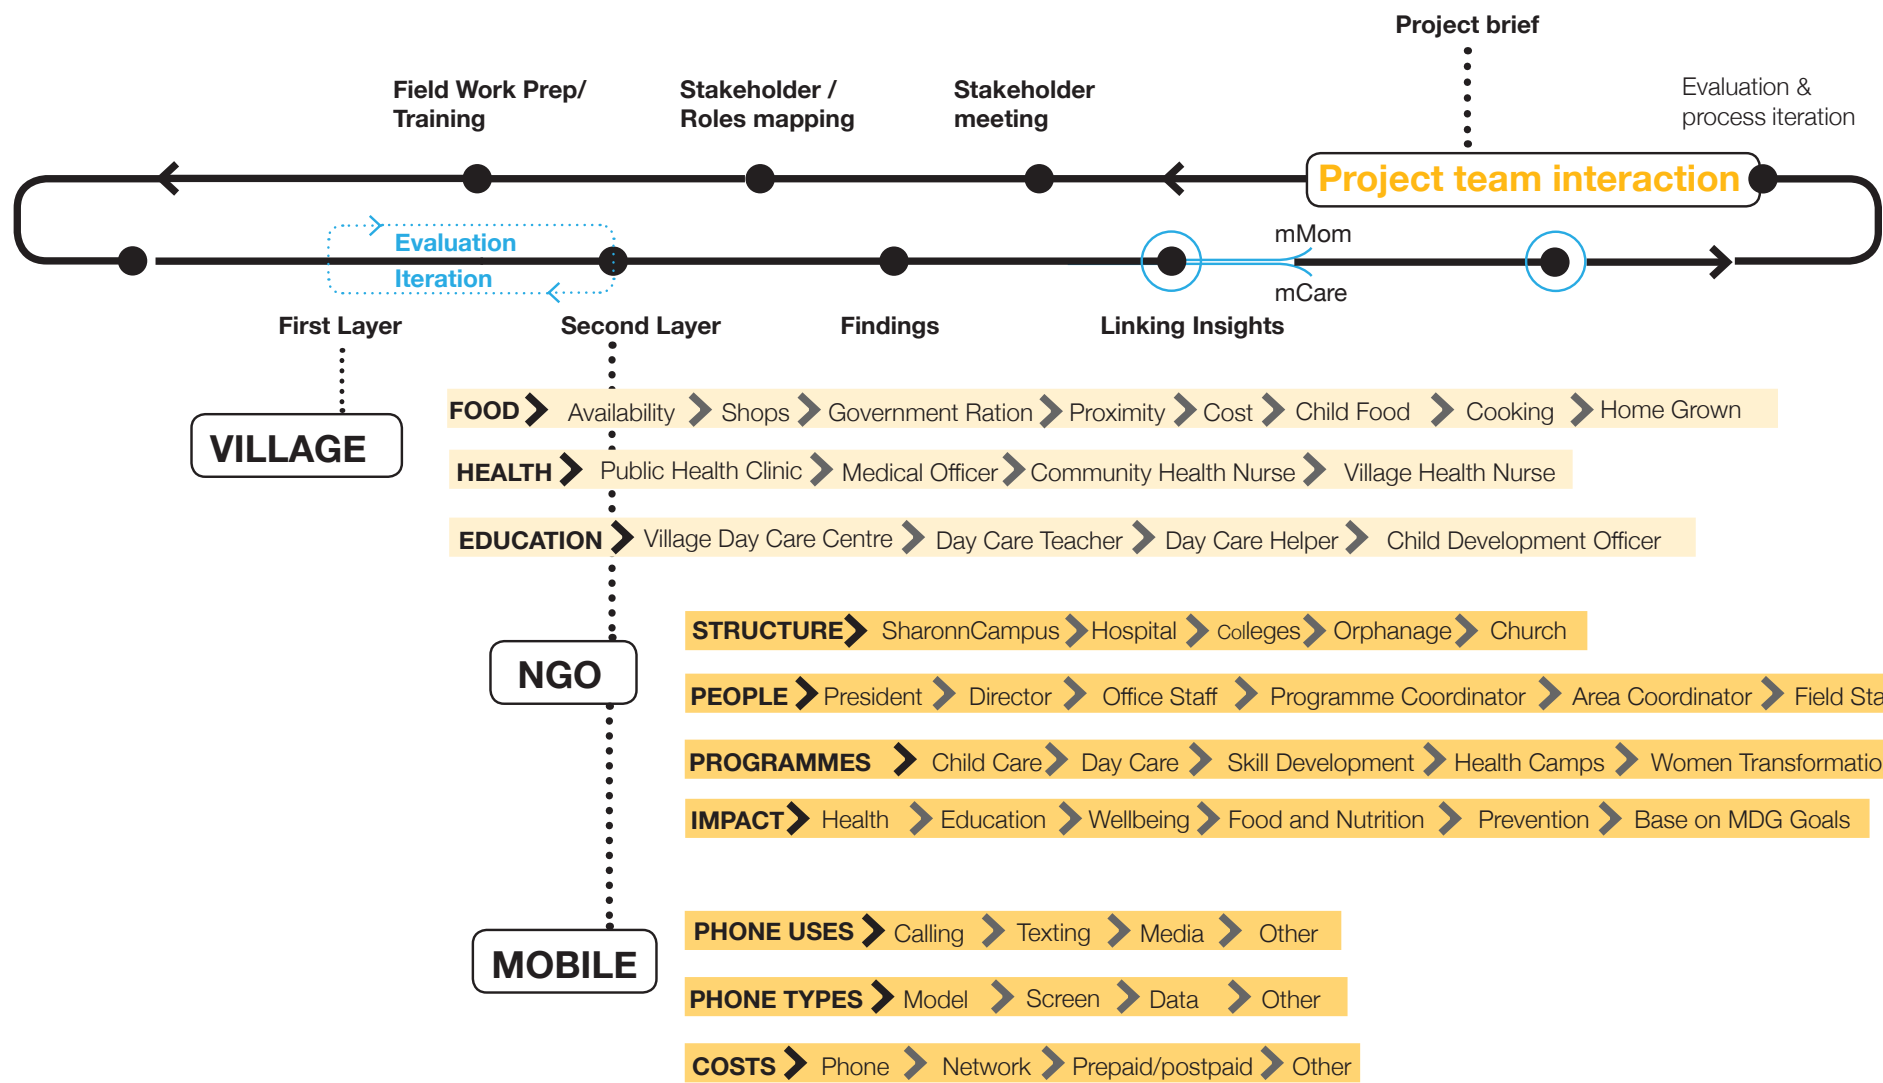 Project brief
Field Work Prep/
Training
Stakeholder /
Roles mapping
Stakeholder
meeting
Evaluation &
process iteration
Project team interaction
Evaluation
Iteration
mMom
mCare
First Layer
Second Layer
Findings
Linking Insights
VILLAGE
FOOD Availability Shops Government Ration Proximity Cost Child Food Cooking Home Grown
HEALTH Public Health Clinic Medical Officer Community Health Nurse Village Health Nurse
EDUCATION Village Day Care Centre Day Care Teacher Day Care Helper Child Development Officer
NGO
STRUCTURE SharonnCampus Hospital Colleges Orphanage Church
PEOPLE President Director Office Staff Programme Coordinator Area Coordinator Field Sta
PROGRAMMES Child Care Day Care Skill Development Health Camps Women Transformatio
IMPACT Health Education Wellbeing Food and Nutrition Prevention Base on MDG Goals
MOBILE
PHONE USES Calling Texting Media Other
PHONE TYPES Model Screen Data Other
COSTS Phone Network Prepaid/postpaid Other